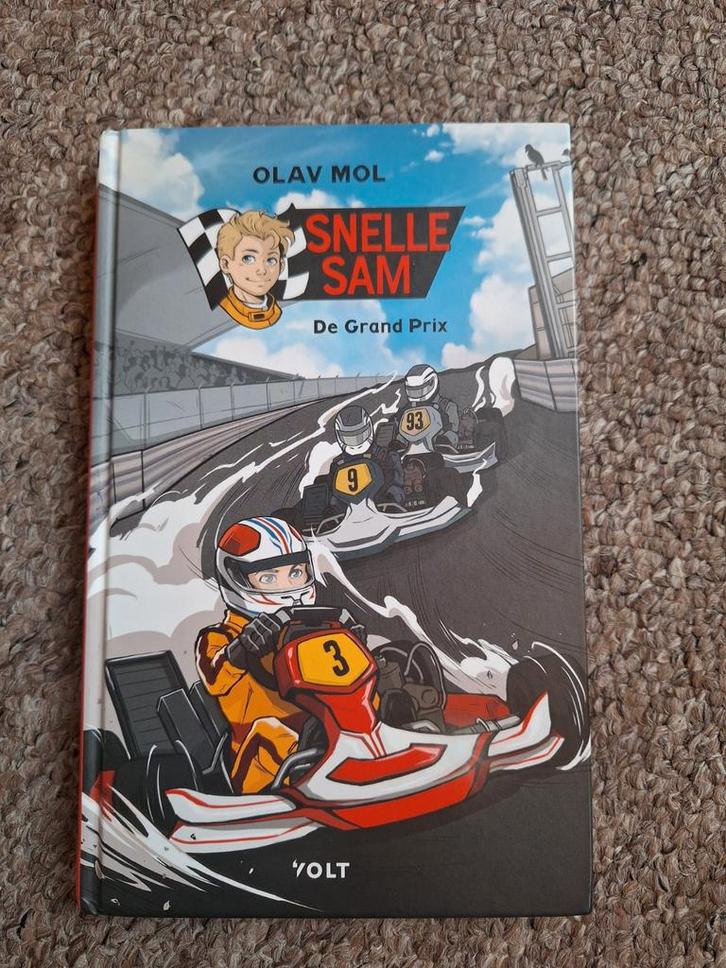 OLAV MOL
SNELLE
SAM
De Grand Prix
93
9
3
VOLT